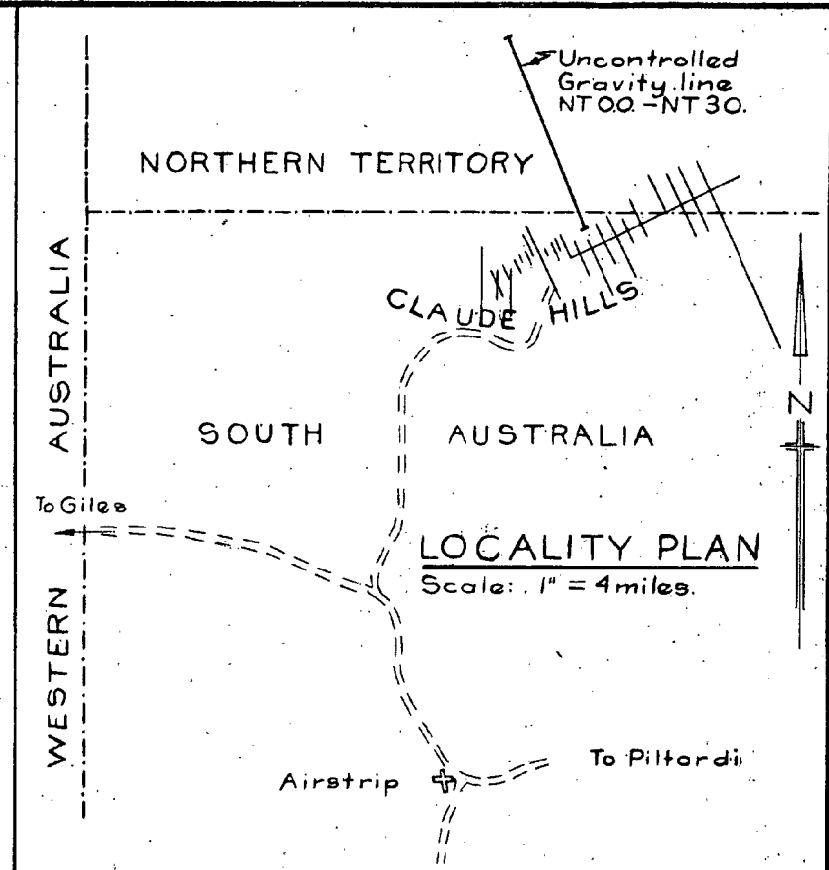 Uncontrolled
Gravity line
NT 00. - NT 30.
NORTHERN TERRITORY
CLAUDE HILLS
WESTERN AUSTRALIA
SOUTH AUSTRALIA
N
To Giles
LOCALITY PLAN
Scale: 1" = 4 miles.
Airstrip
To Piltardi